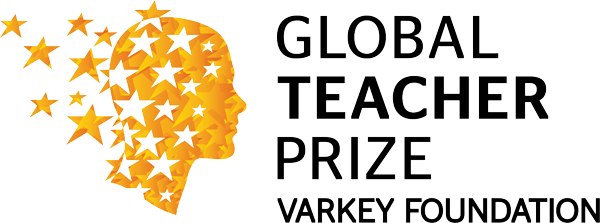 GLOBAL
TEACHER
PRIZE
VARKEY FOUNDATION